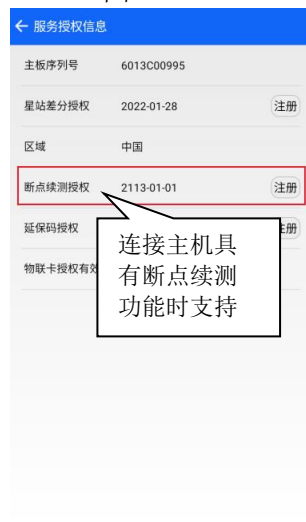 ← 服务授权信息
主板序列号 6013C00995
星站差分授权 2022-01-28 注册
区域 中国
断点续测授权 2113-01-01 注册
延保码授权 注册
物联卡授权有效
连接主机具
有断点续测
功能时支持